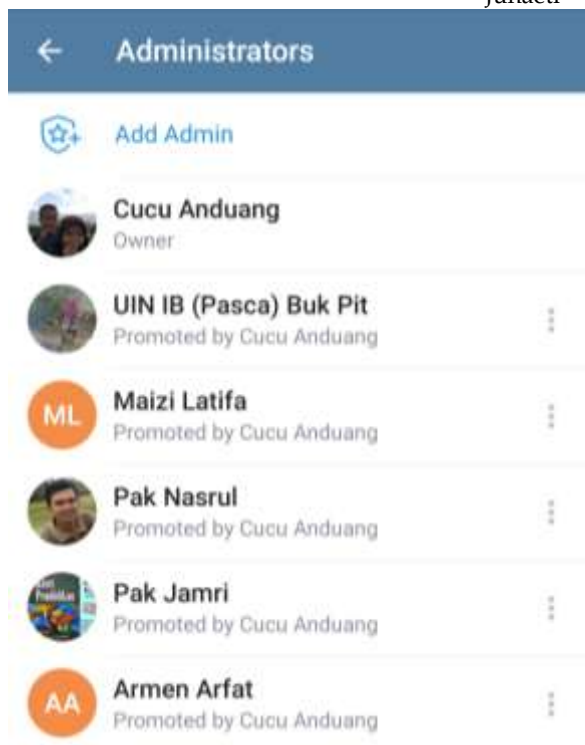 Administrators
Add Admin
Cucu Anduang
Owner
UIN IB (Pasca) Buk Pit
Promoted by Cucu Anduang
ML
Maizi Latifa
Promoted by Cucu Anduang
Pak Nasrul
Promoted by Cucu Anduang
Pak Jamri
Promoted by Cucu Anduang
AA
Armen Arfat
Promoted by Cucu Anduang